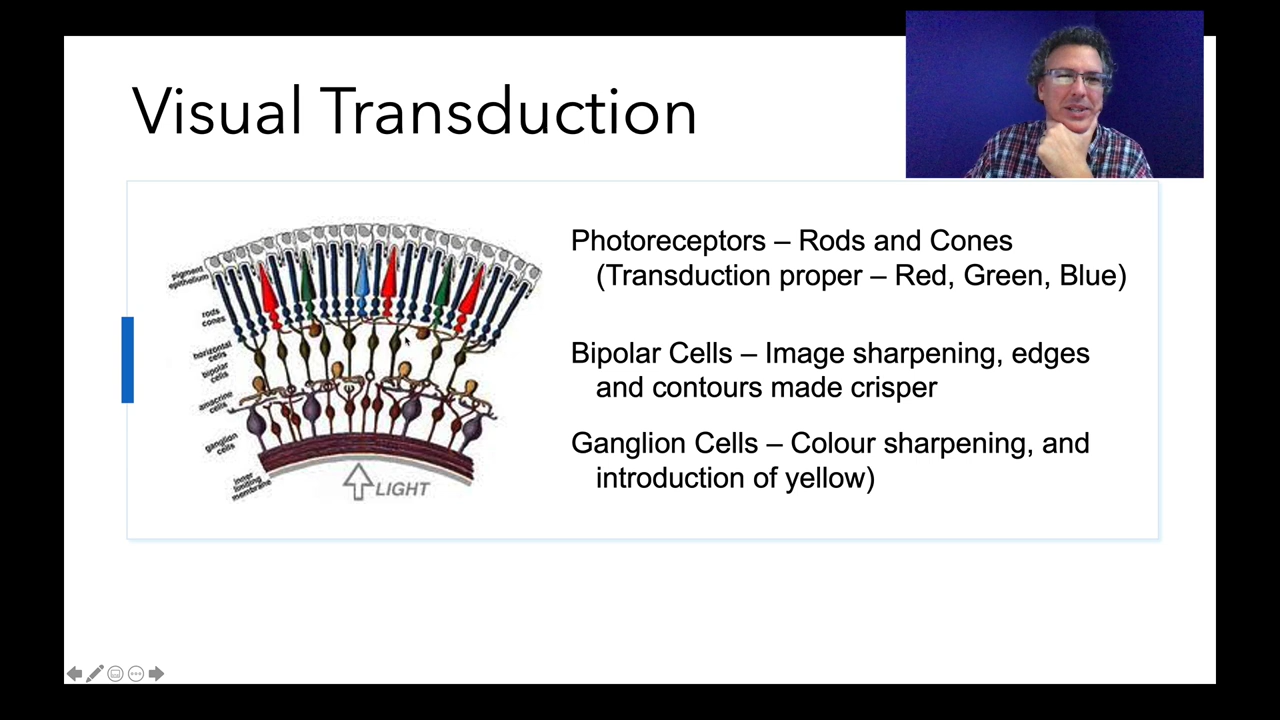 Visual Transduction
Photoreceptors – Rods and Cones
(Transduction proper – Red, Green, Blue)
Bipolar Cells – Image sharpening, edges
and contours made crisper
Ganglion Cells – Colour sharpening, and
introduction of yellow)
pigment
epithelium
rods
cones
horizontal
cells
bipolar
cells
amacrine
cells
ganglion
cells
inner
limiting
membrane
LIGHT